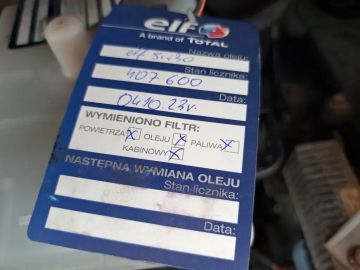 elf
A brand of TOTAL
Nazwa oleju:
elf 5w30
Stan licznika:
407 600
Data:
04.10.23r.
WYMIENIONO FILTR:
POWIETRZA X OLEJU X PALIWA X
KABINOWY X
NASTĘPNA WYMIANA OLEJU
Stan licznika:
Data: